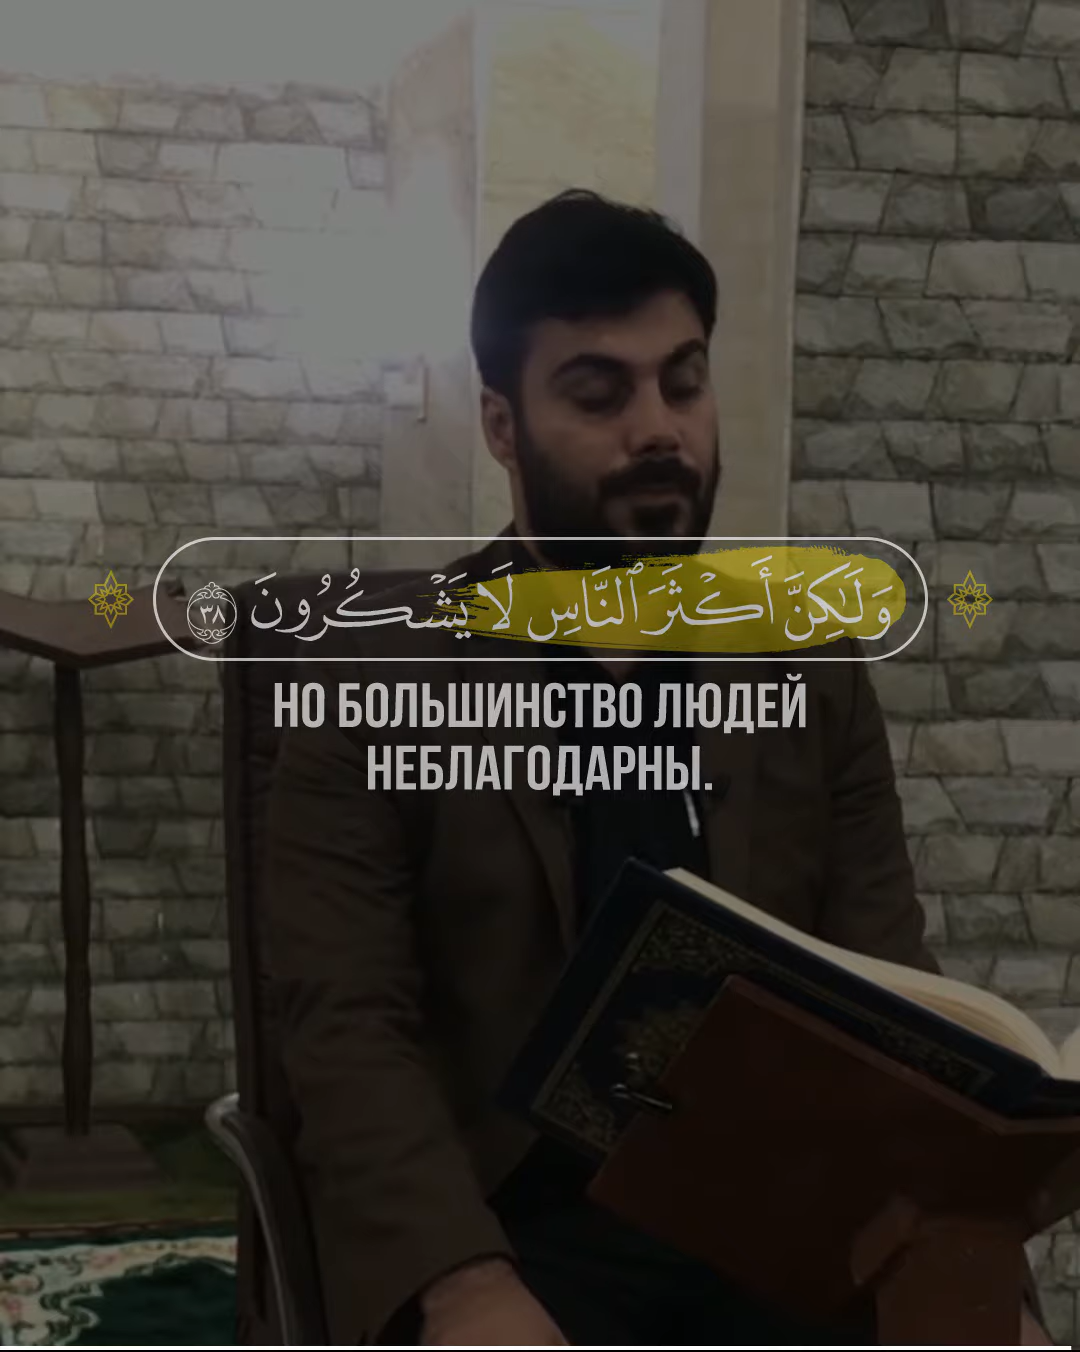 وَلَـٰكِنَّ أَكْثَرَ ٱلنَّاسِ لَا يَشْكُرُونَ ٣٨
НО БОЛЬШИНСТВО ЛЮДЕЙ
НЕБЛАГОДАРНЫ.